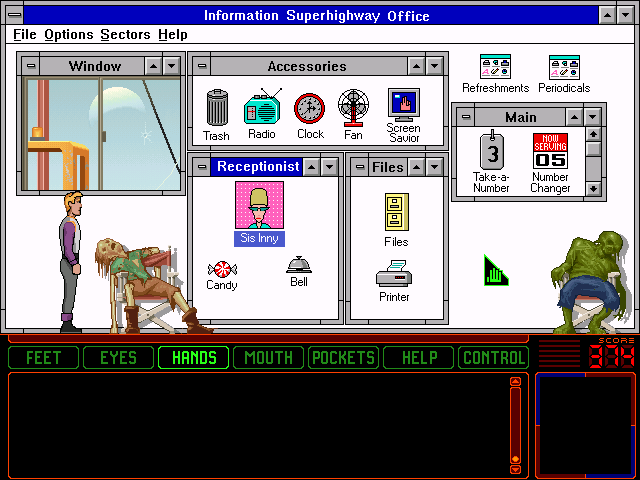 Information Superhighway Office
File Options Sectors Help
Window
Accessories
Trash
Radio
Clock
Fan
Screen
Savior
Refreshments
Periodicals
Main
3
Take-a-
Number
NOW
SERVING
05
Number
Changer
Receptionist
Sis Inny
Candy
Bell
Files
Files
Printer
FEET
EYES
HANDS
MOUTH
POCKETS
HELP
CONTROL
SCORE
374